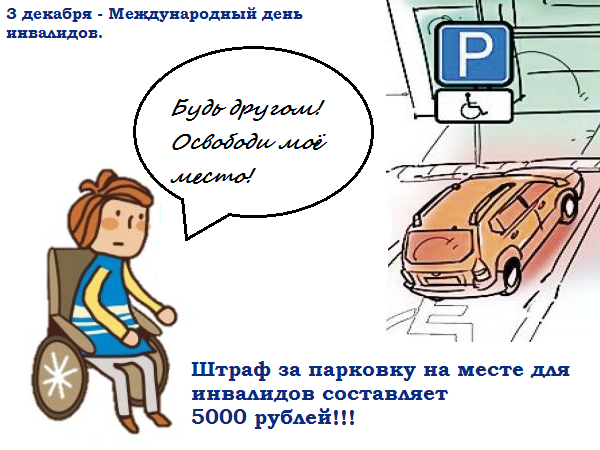 3 декабря - Международный день
инвалидов.
P
Будь другом!
Освободи моё
место!
Штраф за парковку на месте для
инвалидов составляет
5000 рублей!!!